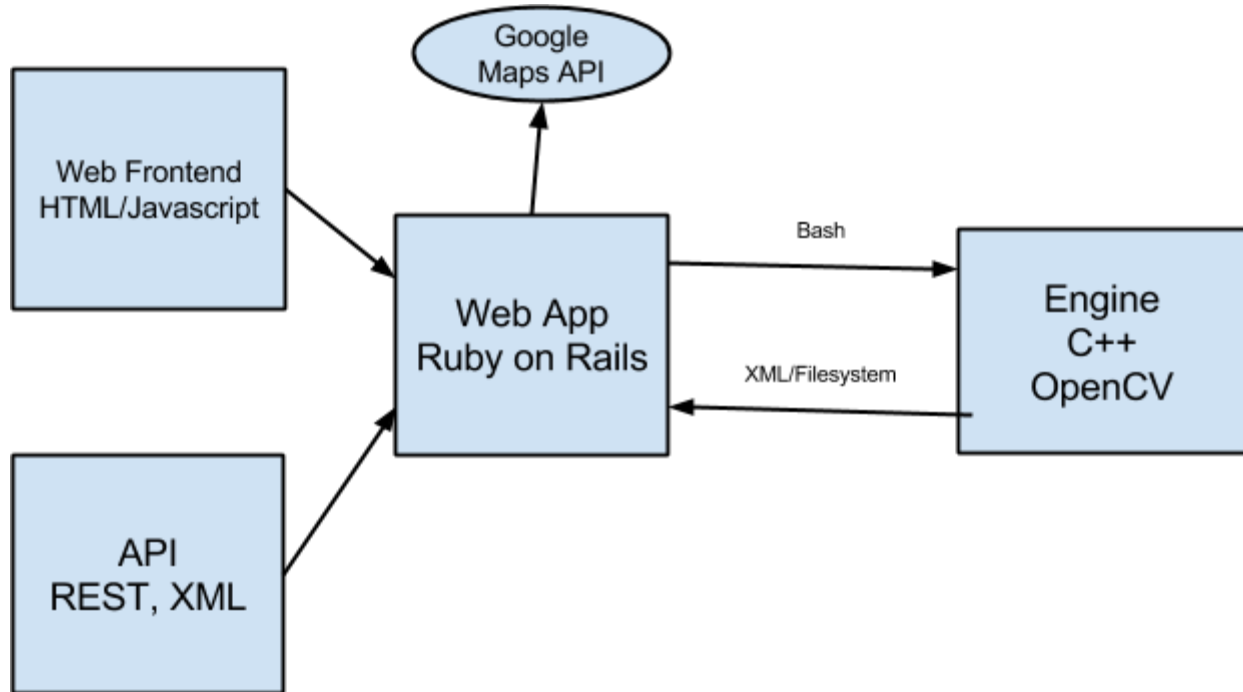 Google
Maps API
Web Frontend
HTML/Javascript
Bash
Web App
Ruby on Rails
Engine
C++
OpenCV
XML/Filesystem
API
REST, XML